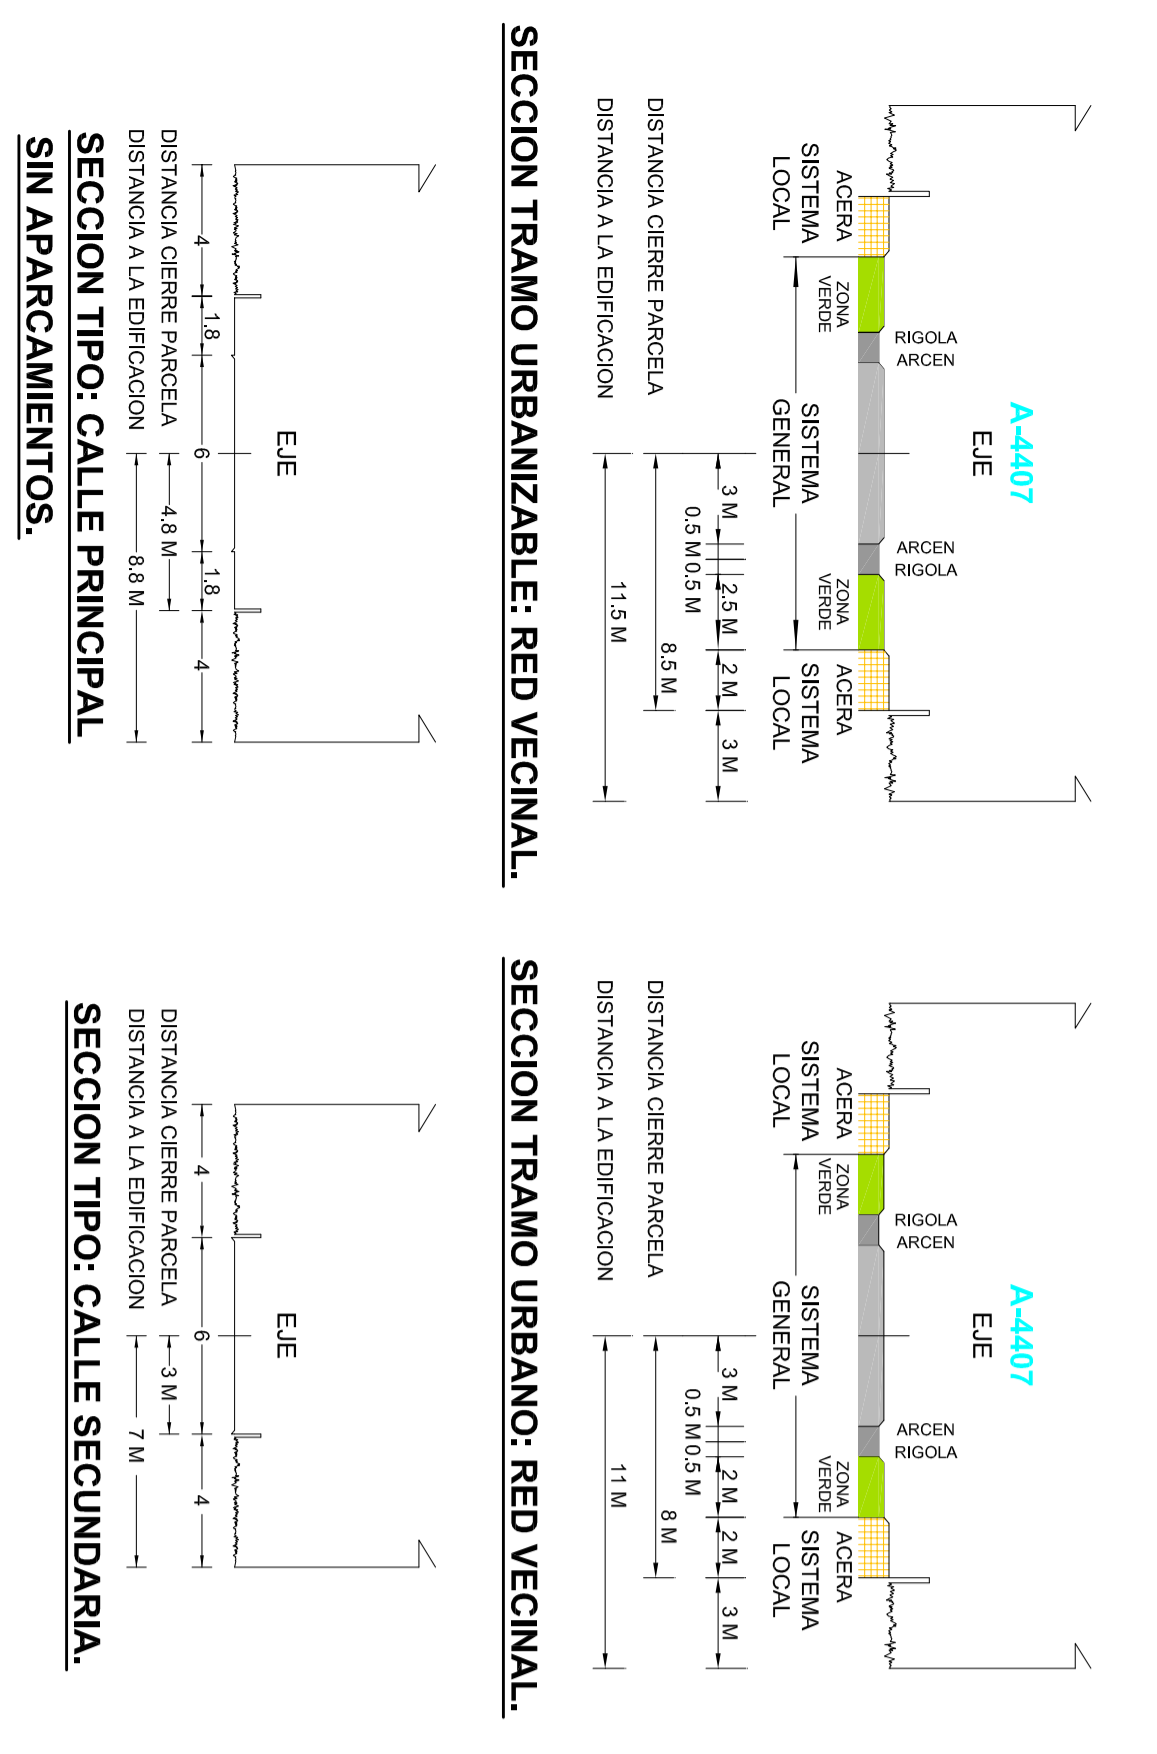 A-4407
EJE
RIGOLA
ARCEN
ARCEN
RIGOLA
ZONA
VERDE
ZONA
VERDE
ACERA
SISTEMA
LOCAL
SISTEMA
GENERAL
ACERA
SISTEMA
LOCAL
3 M
0.5 M
0.5 M
2.5 M
2 M
3 M
DISTANCIA CIERRE PARCELA
8.5 M
DISTANCIA A LA EDIFICACION
11.5 M
SECCION TRAMO URBANIZABLE: RED VECINAL.
A-4407
EJE
RIGOLA
ARCEN
ARCEN
RIGOLA
ZONA
VERDE
ZONA
VERDE
ACERA
SISTEMA
LOCAL
SISTEMA
GENERAL
ACERA
SISTEMA
LOCAL
3 M
0.5 M
0.5 M
2 M
2 M
3 M
DISTANCIA CIERRE PARCELA
8 M
DISTANCIA A LA EDIFICACION
11 M
SECCION TRAMO URBANO: RED VECINAL.
EJE
4
1.8
6
1.8
4
DISTANCIA CIERRE PARCELA
4.8 M
DISTANCIA A LA EDIFICACION
8.8 M
SECCION TIPO: CALLE PRINCIPAL
SIN APARCAMIENTOS.
EJE
4
6
4
DISTANCIA CIERRE PARCELA
3 M
DISTANCIA A LA EDIFICACION
7 M
SECCION TIPO: CALLE SECUNDARIA.